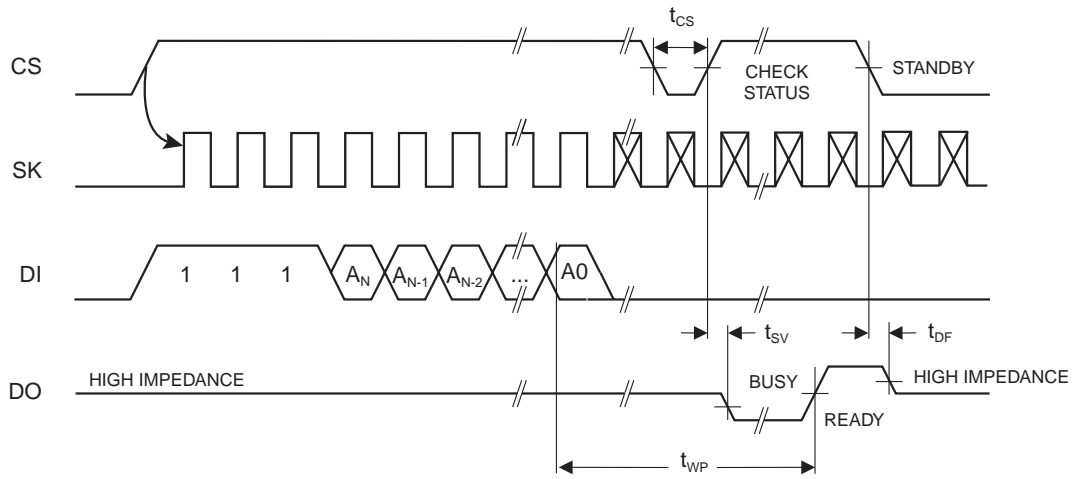 t_CS
CS
CHECK
STATUS
STANDBY
SK
DI
1 1 1 A_N A_N-1 A_N-2 ... A0
t_SV
t_DF
DO
HIGH IMPEDANCE
BUSY
READY
HIGH IMPEDANCE
t_WP